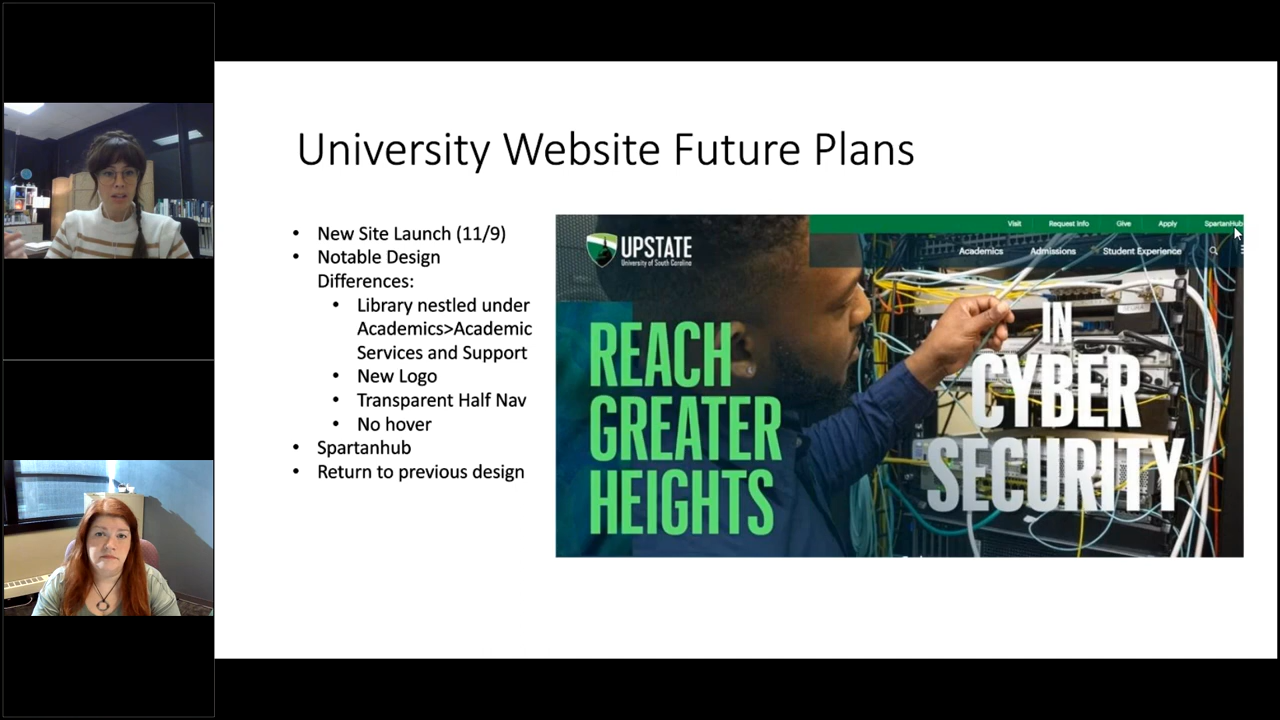 University Website Future Plans
• New Site Launch (11/9)
• Notable Design
Differences:
• Library nestled under
Academics>Academic
Services and Support
• New Logo
• Transparent Half Nav
• No hover
• Spartanhub
• Return to previous design
Visit Request Info Give Apply SpartanHub
UPSTATE
University of South Carolina
Academics Admissions Student Experience
REACH
GREATER
HEIGHTS
IN
CYBER
SECURITY